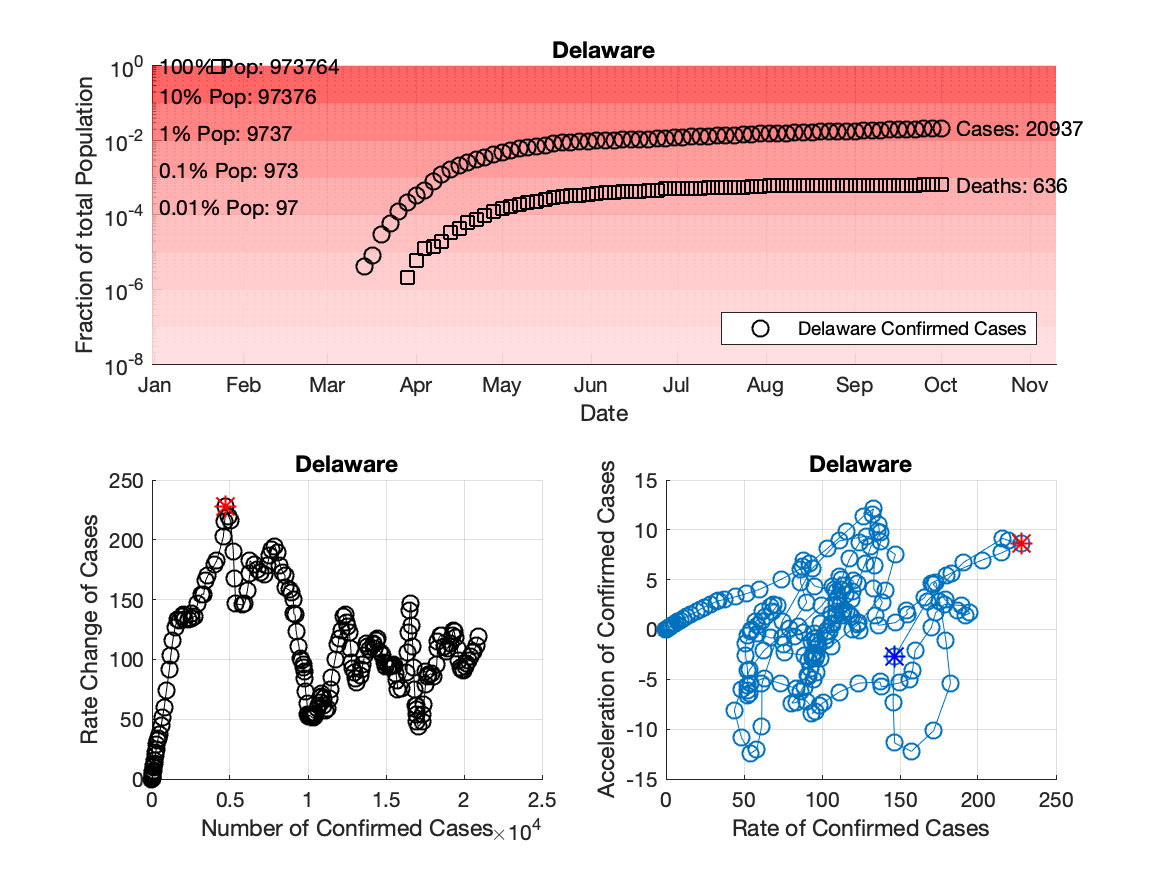 Delaware
10^0
10^-2
10^-4
10^-6
10^-8
Fraction of total Population
100% Pop: 973764
10% Pop: 97376
1% Pop: 9737
0.1% Pop: 973
0.01% Pop: 97
Cases: 20937
Deaths: 636
Delaware Confirmed Cases
Jan Feb Mar Apr May Jun Jul Aug Sep Oct Nov
Date
Delaware
250
200
150
100
50
0
Rate Change of Cases
0 0.5 1 1.5 2 2.5
Number of Confirmed Cases ×10^4
Delaware
15
10
5
0
-5
-10
-15
Acceleration of Confirmed Cases
0 50 100 150 200 250
Rate of Confirmed Cases